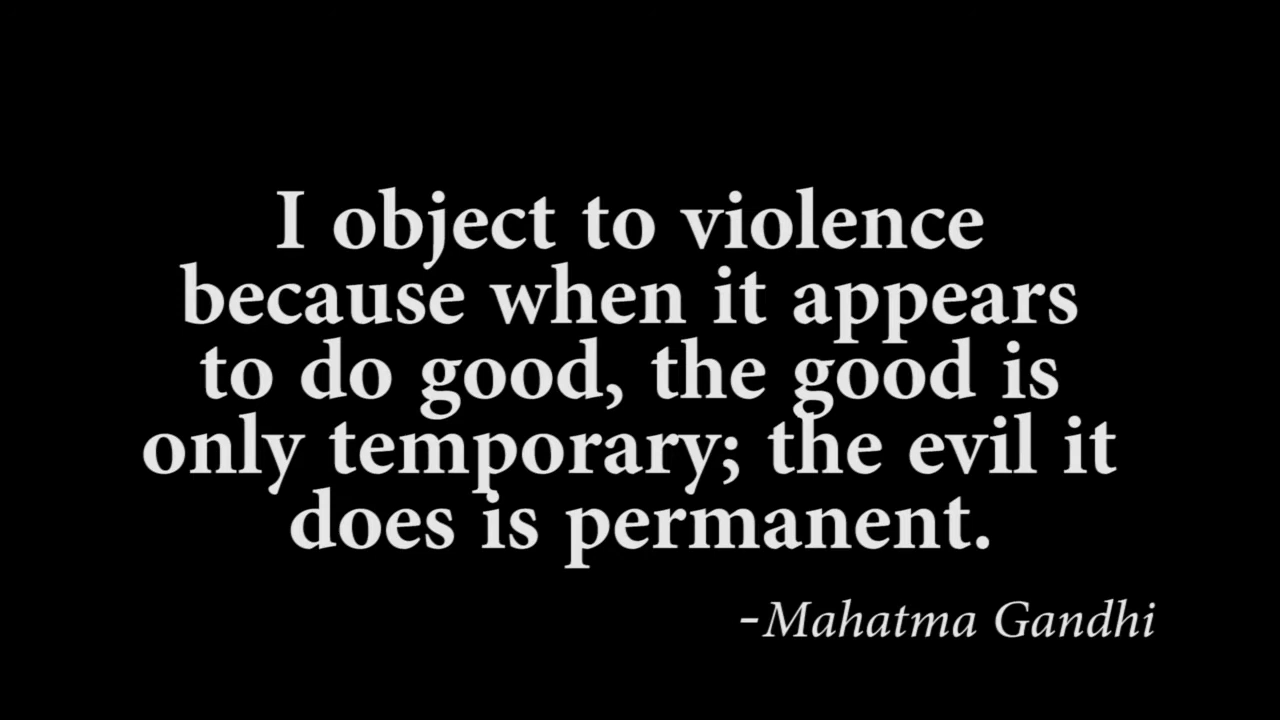 I object to violence
because when it appears
to do good, the good is
only temporary; the evil it
does is permanent.
-Mahatma Gandhi